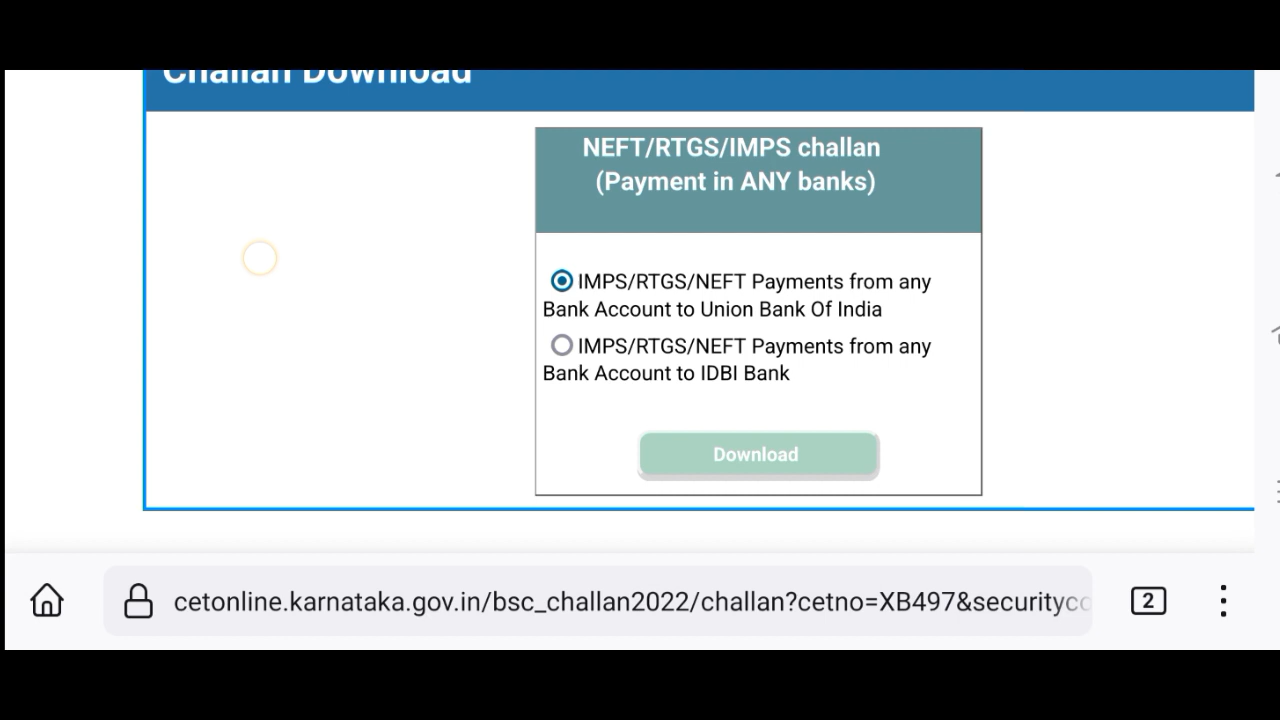 Challan Download
NEFT/RTGS/IMPS challan
(Payment in ANY banks)
IMPS/RTGS/NEFT Payments from any
Bank Account to Union Bank Of India
IMPS/RTGS/NEFT Payments from any
Bank Account to IDBI Bank
Download
cetonline.karnataka.gov.in/bsc_challan2022/challan?cetno=XB497&securityco
2